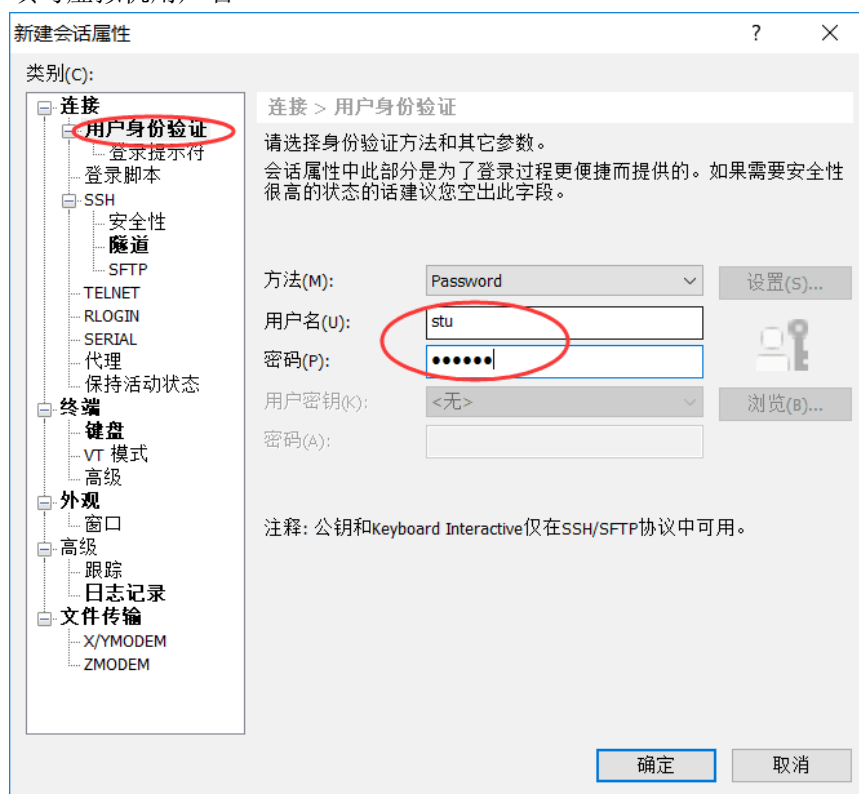 新建会话属性 ? ×
类别(C):
连接
用户身份验证
登录提示符
登录脚本
SSH
安全性
隧道
SFTP
TELNET
RLOGIN
SERIAL
代理
保持活动状态
终端
键盘
VT 模式
高级
外观
窗口
高级
跟踪
日志记录
文件传输
X/YMODEM
ZMODEM
连接 > 用户身份验证
请选择身份验证方法和其它参数。
会话属性中此部分是为了登录过程更便捷而提供的。如果需要安全性
很高的状态的话建议您空出此字段。
方法(M): Password 设置(S)...
用户名(U): stu
密码(P): ●●●●●●
用户密钥(K): <无> 浏览(B)...
密码(A):
注释: 公钥和Keyboard Interactive仅在SSH/SFTP协议中可用。
确定 取消